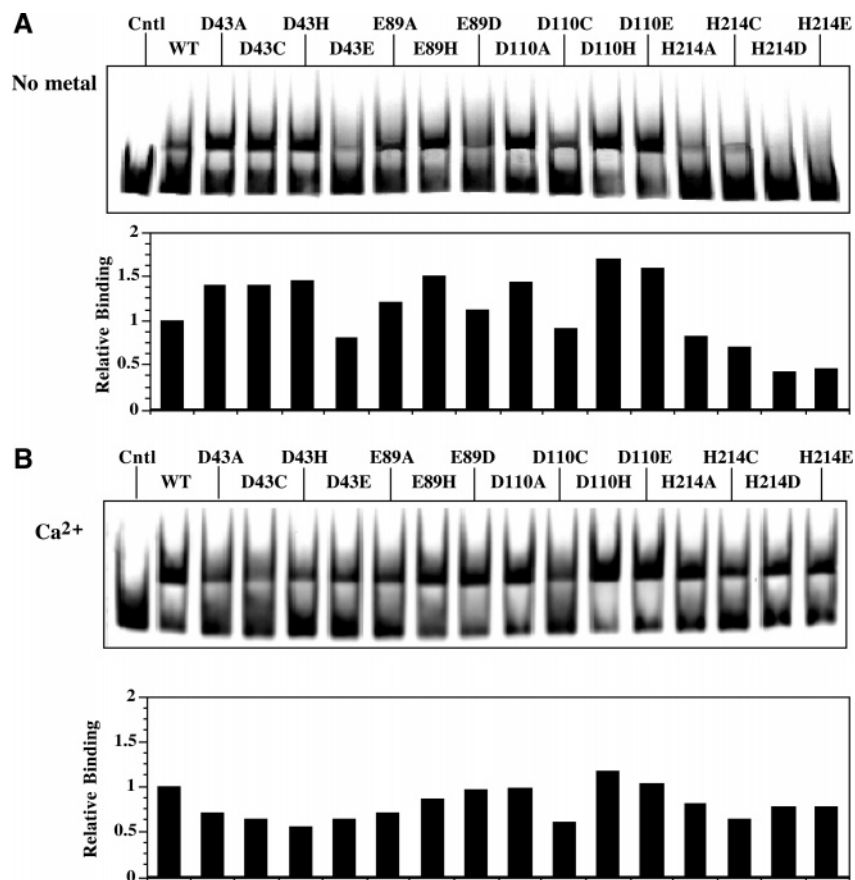 A
Cntl D43A D43H E89A E89D D110C D110E H214C H214E
WT D43C D43E E89H D110A D110H H214A H214D
No metal
2
1.5
1
0.5
0
Relative Binding
B
Cntl D43A D43H E89A E89D D110C D110E H214C H214E
WT D43C D43E E89H D110A D110H H214A H214D
Ca2+
2
1.5
1
0.5
0
Relative Binding